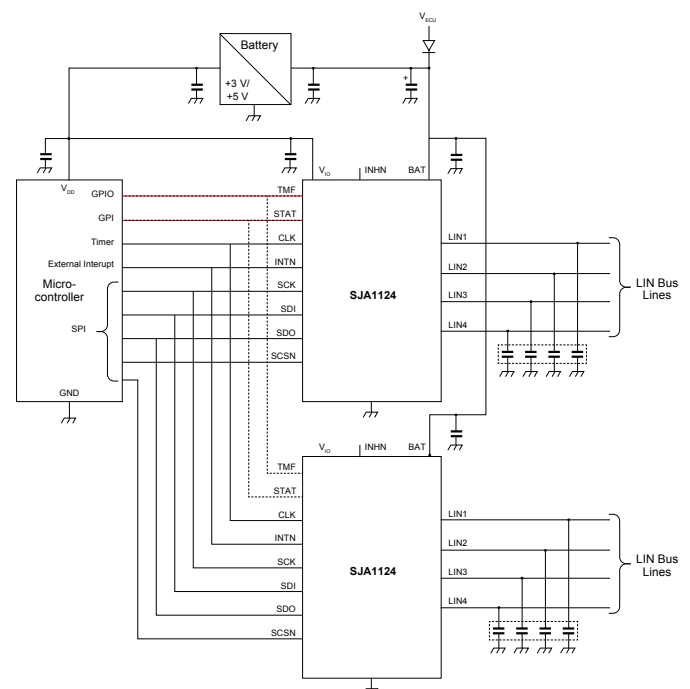 V_ECU
Battery
+3 V/
+5 V
+
V_DD
GPIO
GPI
Timer
External Interupt
Micro-
controller
SPI
GND
V_IO
INHN
BAT
TMF
STAT
CLK
INTN
SCK
SDI
SDO
SCSN
SJA1124
LIN1
LIN2
LIN3
LIN4
LIN Bus
Lines
V_IO
INHN
BAT
TMF
STAT
CLK
INTN
SCK
SDI
SDO
SCSN
SJA1124
LIN1
LIN2
LIN3
LIN4
LIN Bus
Lines